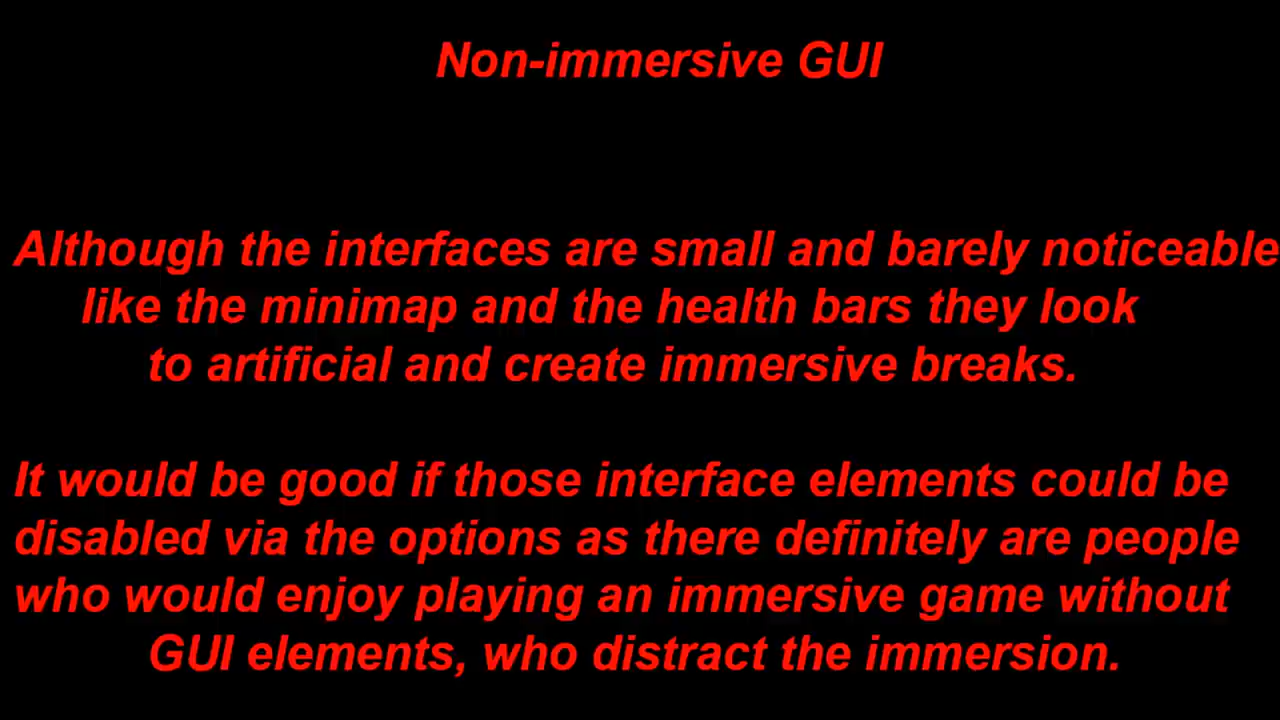 Non-immersive GUI
Although the interfaces are small and barely noticeable
like the minimap and the health bars they look
to artificial and create immersive breaks.
It would be good if those interface elements could be
disabled via the options as there definitely are people
who would enjoy playing an immersive game without
GUI elements, who distract the immersion.